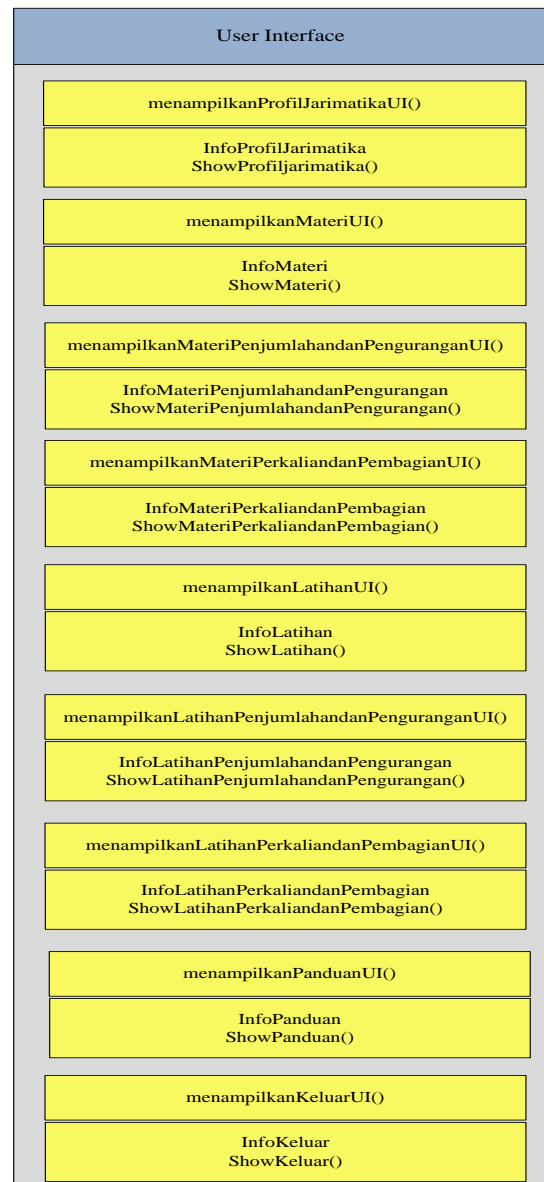 User Interface
menampilkanProfilJarimatikaUI()
InfoProfilJarimatika
ShowProfiljarimatika()
menampilkanMateriUI()
InfoMateri
ShowMateri()
menampilkanMateriPenjumlahandanPenguranganUI()
InfoMateriPenjumlahandanPengurangan
ShowMateriPenjumlahandanPengurangan()
menampilkanMateriPerkaliandanPembagianUI()
InfoMateriPerkaliandanPembagian
ShowMateriPerkaliandanPembagian()
menampilkanLatihanUI()
InfoLatihan
ShowLatihan()
menampilkanLatihanPenjumlahandanPenguranganUI()
InfoLatihanPenjumlahandanPengurangan
ShowLatihanPenjumlahandanPengurangan()
menampilkanLatihanPerkaliandanPembagianUI()
InfoLatihanPerkaliandanPembagian
ShowLatihanPerkaliandanPembagian()
menampilkanPanduanUI()
InfoPanduan
ShowPanduan()
menampilkanKeluarUI()
InfoKeluar
ShowKeluar()